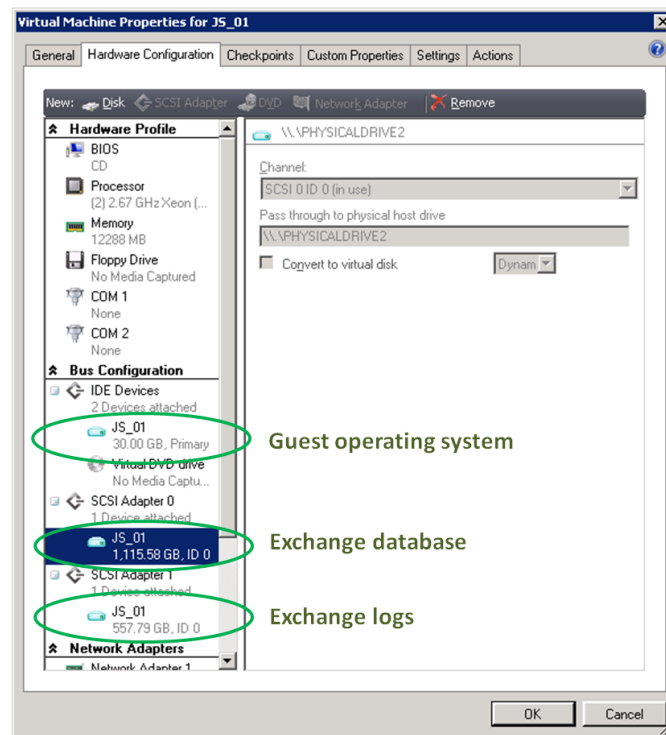 Virtual Machine Properties for JS_01
General Hardware Configuration Checkpoints Custom Properties Settings Actions
New: Disk SCSI Adapter DVD Network Adapter Remove
Hardware Profile
BIOS
CD
Processor
(2) 2.67 GHz Xeon (...
Memory
12288 MB
Floppy Drive
No Media Captured
COM 1
None
COM 2
None
Bus Configuration
IDE Devices
2 Devices attached
JS_01
30.00 GB, Primary
Virtual DVD drive
No Media Captu...
SCSI Adapter 0
1 Device attached
JS_01
1,115.58 GB, ID 0
SCSI Adapter 1
1 Device attached
JS_01
557.79 GB, ID 0
Network Adapters
Network Adapter 1
\\.\PHYSICALDRIVE2
Channel:
SCSI 0 ID 0 (in use)
Pass through to physical host drive
\\.\PHYSICALDRIVE2
Convert to virtual disk Dynam
Guest operating system
Exchange database
Exchange logs
OK Cancel